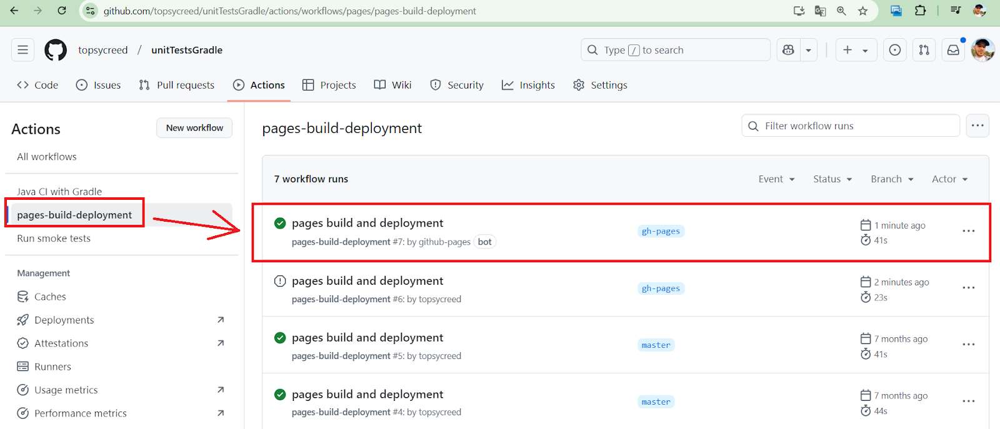 github.com/topsycreed/unitTestsGradle/actions/workflows/pages/pages-build-deployment
topsycreed / unitTestsGradle
Type / to search
Code Issues Pull requests Actions Projects Wiki Security Insights Settings
Actions
New workflow
All workflows
Java CI with Gradle
pages-build-deployment
Run smoke tests
Management
Caches
Deployments
Attestations
Runners
Usage metrics
Performance metrics
pages-build-deployment
Filter workflow runs
7 workflow runs
Event Status Branch Actor
pages build and deployment
pages-build-deployment #7: by github-pages bot
gh-pages
1 minute ago
41s
pages build and deployment
pages-build-deployment #6: by topsycreed
gh-pages
2 minutes ago
23s
pages build and deployment
pages-build-deployment #5: by topsycreed
master
7 months ago
41s
pages build and deployment
pages-build-deployment #4: by topsycreed
master
7 months ago
44s